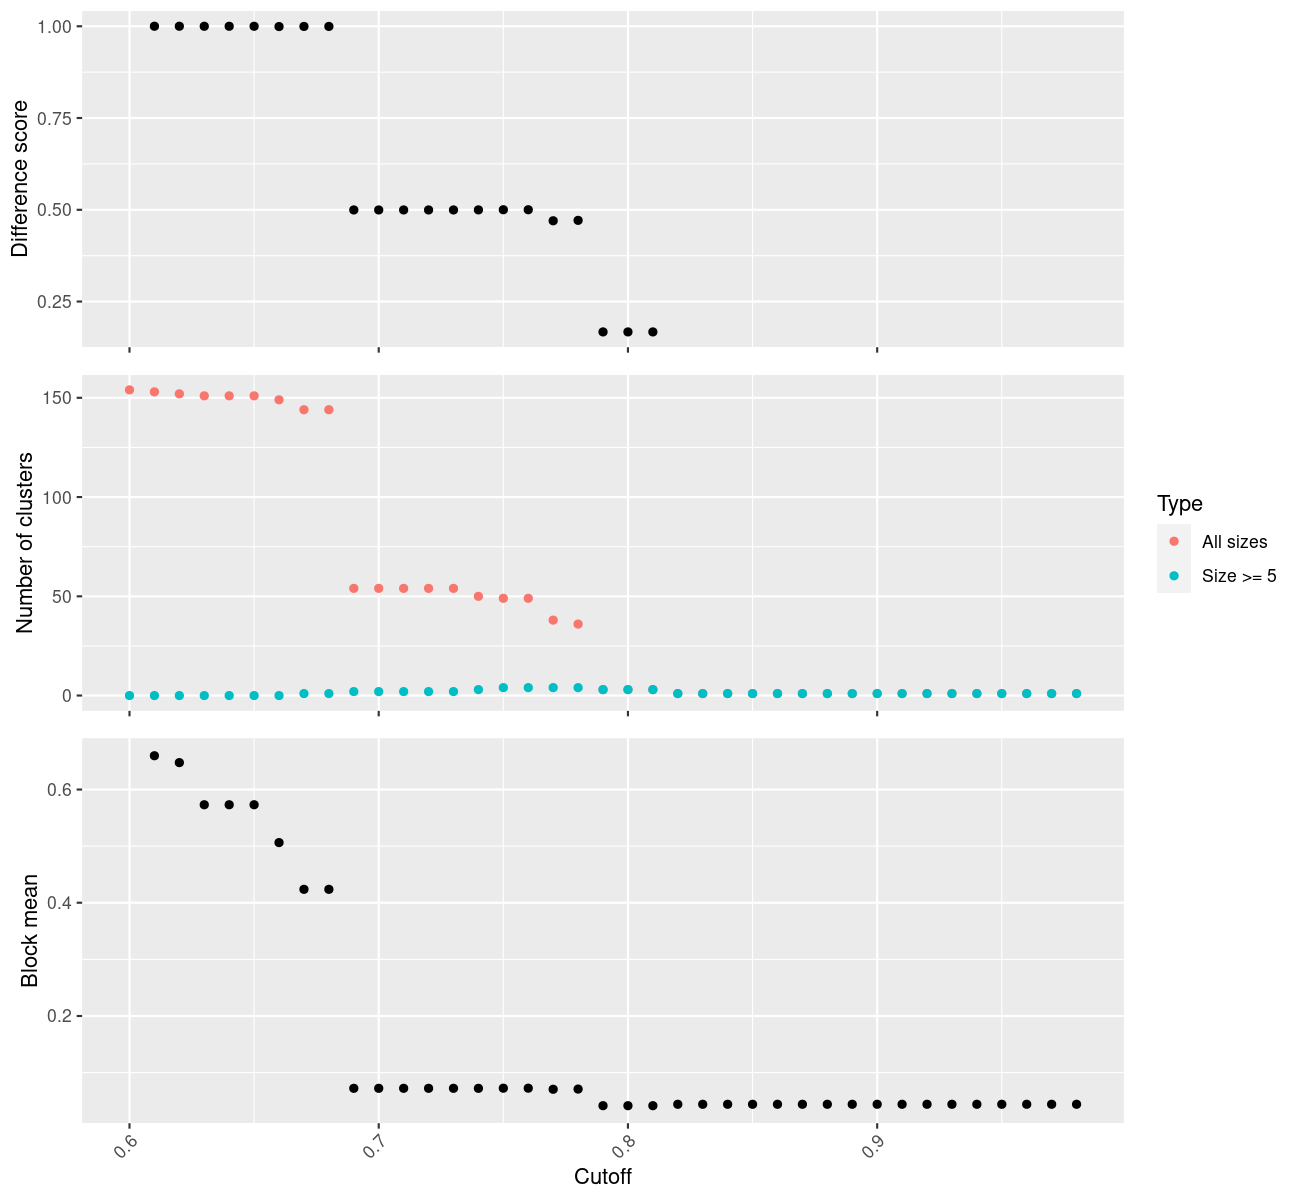 1.00
0.75
0.50
0.25
Difference score
150
100
50
0
Number of clusters
Type
All sizes
Size >= 5
0.6
0.4
0.2
Block mean
0.6
0.7
0.8
0.9
Cutoff